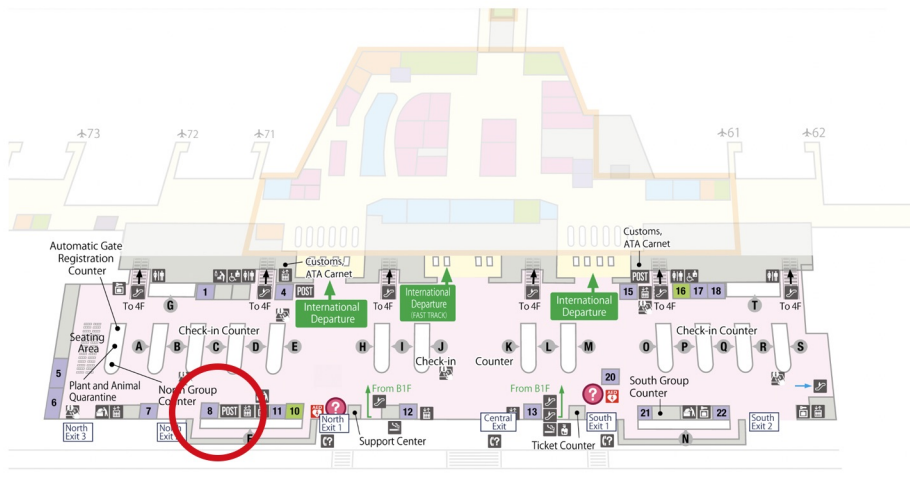 73
72
71
61
62
Automatic Gate
Registration
Counter
Customs,
ATA Carnet
Customs,
ATA Carnet
To 4F
G
1
To 4F
4
POST
International
Departure
To 4F
International
Departure
(FAST TRACK)
To 4F
International
Departure
15
POST
To 4F
16
17
18
T
To 4F
Check-in Counter
Check-in
Counter
Check-in Counter
Seating
Area
A
B
C
D
E
H
I
J
K
L
M
O
P
Q
R
S
Plant and Animal
Quarantine
North Group
Counter
5
6
From B1F
From B1F
20
South Group
Counter
North
Exit 3
7
8
POST
11
10
AED
?
North
Exit 1
12
Central
Exit
13
?
South
Exit 1
21
22
South
Exit 2
F
Support Center
Ticket Counter
N